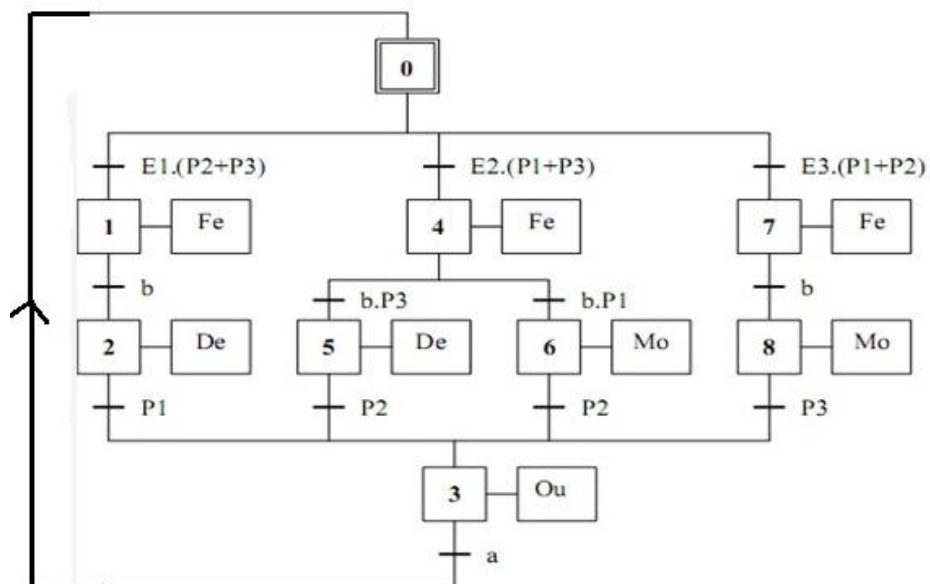 0
E1.(P2+P3) E2.(P1+P3) E3.(P1+P2)
1 Fe 4 Fe 7 Fe
b b.P3 b.P1 b
2 De 5 De 6 Mo 8 Mo
P1 P2 P2 P3
3 Ou
a